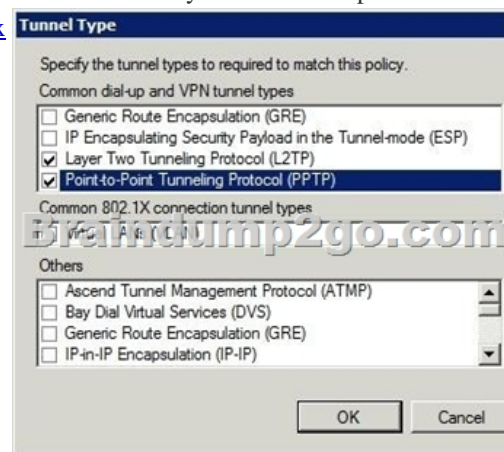 Tunnel Type
Specify the tunnel types to required to match this policy.
Common dial-up and VPN tunnel types
Generic Route Encapsulation (GRE)
IP Encapsulating Security Payload in the Tunnel-mode (ESP)
Layer Two Tunneling Protocol (L2TP)
Point-to-Point Tunneling Protocol (PPTP)
Common 802.1X connection tunnel types
Braindump2go.com
Virtual LANs (VLAN)
Others
Ascend Tunnel Management Protocol (ATMP)
Bay Dial Virtual Services (DVS)
Generic Route Encapsulation (GRE)
IP-in-IP Encapsulation (IP-IP)
OK Cancel